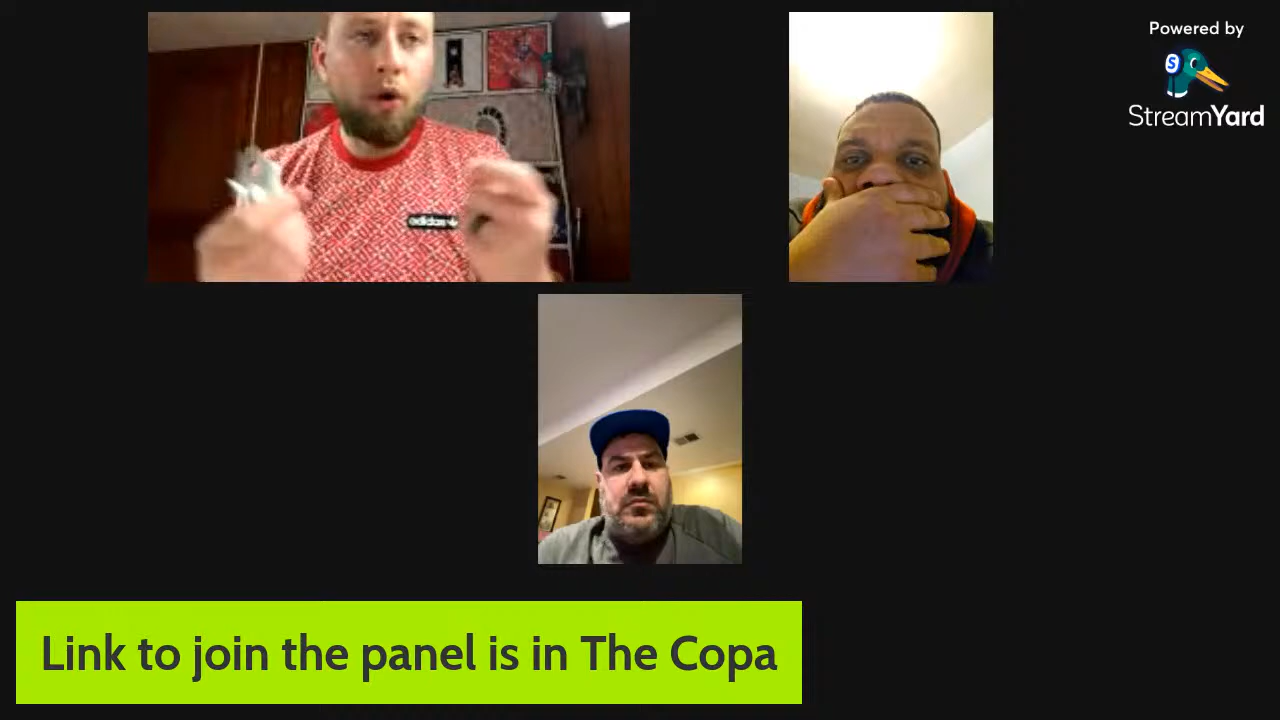 Powered by
StreamYard
adidas
Link to join the panel is in The Copa